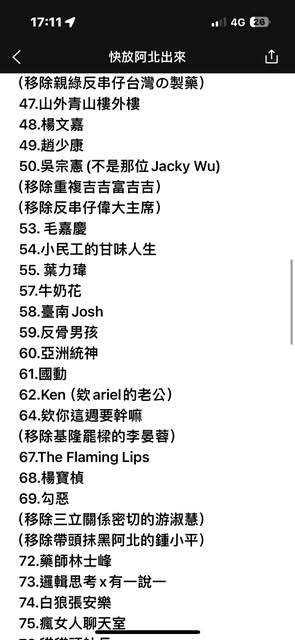 17:11
4G
26
快放阿北出來
(移除親綠反串仔台灣の製藥)
47.山外青山樓外樓
48.楊文嘉
49.趙少康
50.吳宗憲(不是那位Jacky Wu)
(移除重複吉吉富吉吉)
(移除反串仔偉大主席)
53. 毛嘉慶
54.小民工的甘味人生
55. 葉力瑋
57.牛奶花
58.臺南Josh
59.反骨男孩
60.亞洲統神
61.國動
62.Ken (欸ariel的老公)
64.欸你這週要幹嘛
(移除基隆罷樑的李晏蓉)
67.The Flaming Lips
68.楊寶楨
69.勾惡
(移除三立關係密切的游淑慧)
(移除帶頭抹黑阿北的鍾小平)
72.藥師林士峰
73.邏輯思考x有一說一
74.白狼張安樂
75.瘋女人聊天室